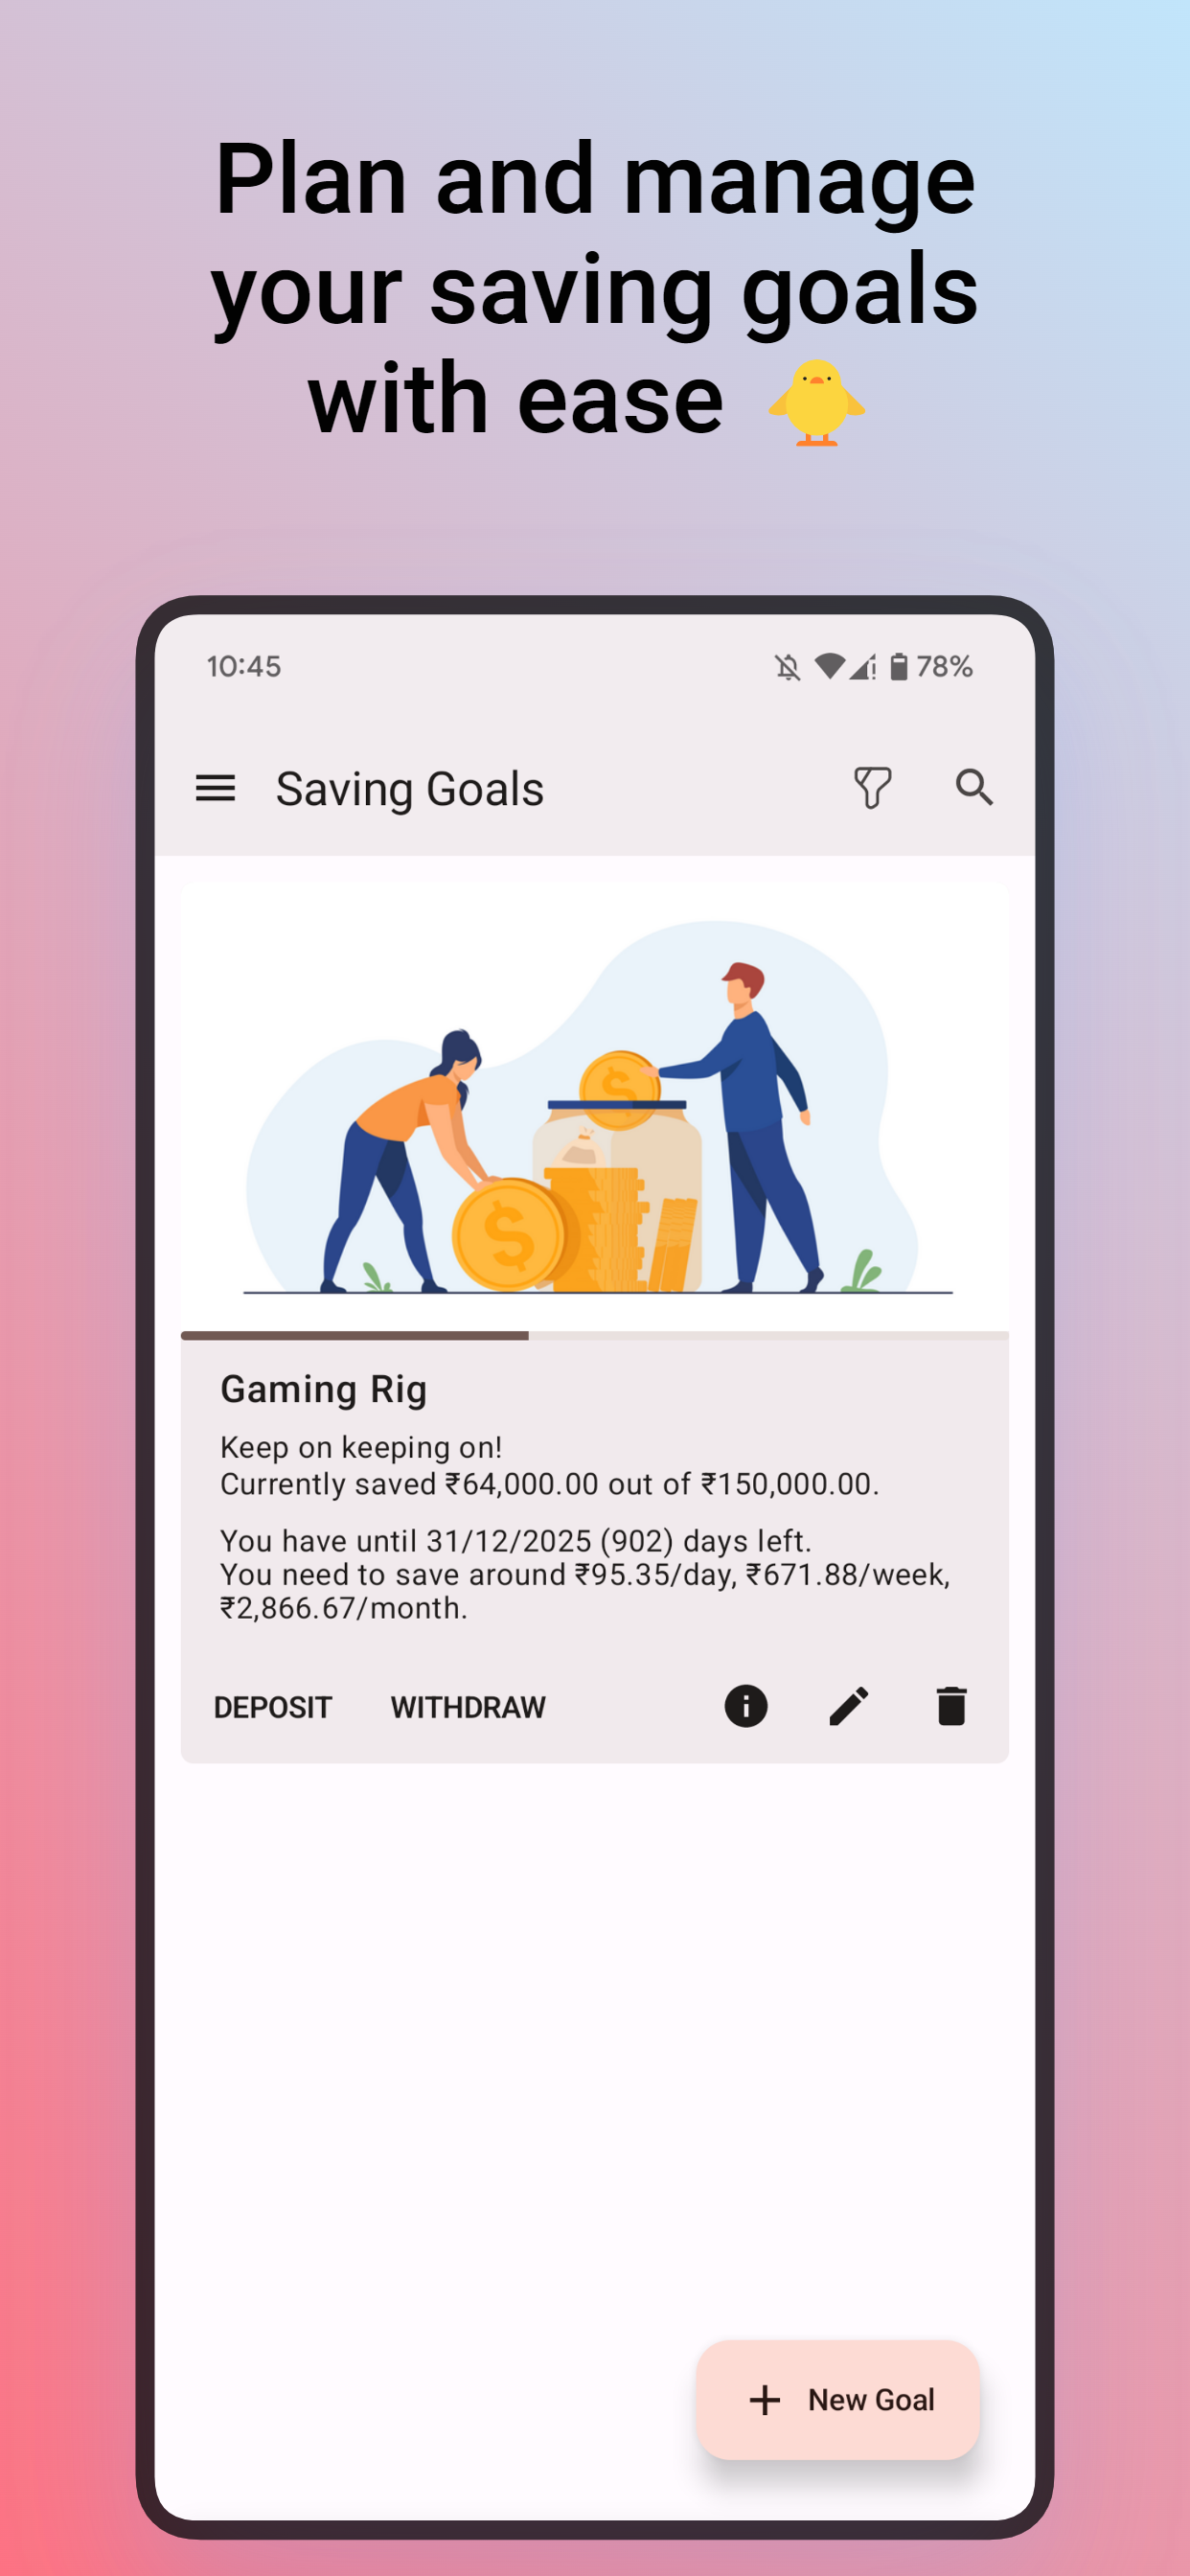 Plan and manage
your saving goals
with ease 🐥
10:45 78%
Saving Goals
$
$
Gaming Rig
Keep on keeping on!
Currently saved ₹64,000.00 out of ₹150,000.00.
You have until 31/12/2025 (902) days left.
You need to save around ₹95.35/day, ₹671.88/week,
₹2,866.67/month.
DEPOSIT WITHDRAW
New Goal